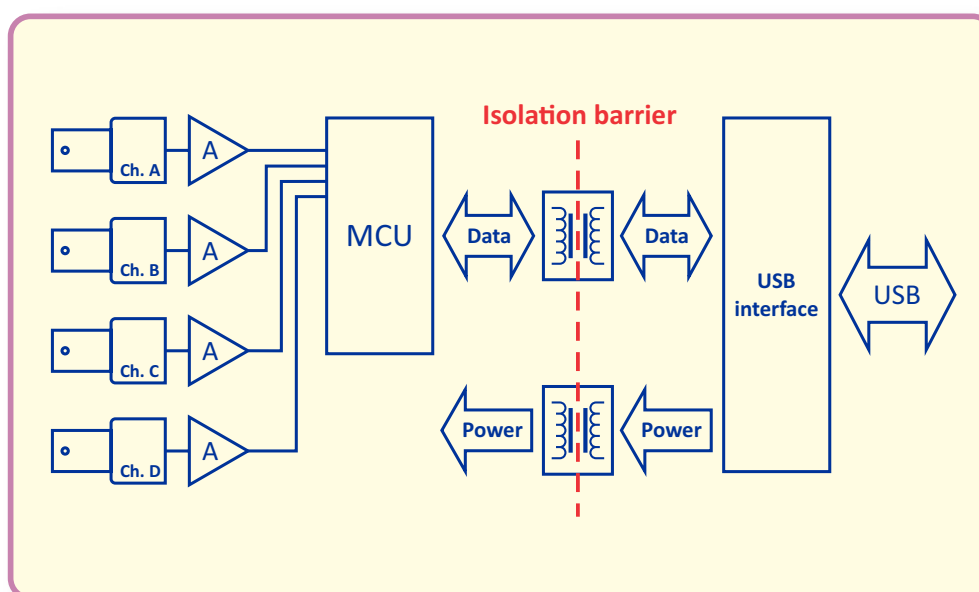 Isolation barrier
Ch. A
A
Ch. B
A
Ch. C
A
Ch. D
A
MCU
Data
Data
Power
Power
USB
interface
USB